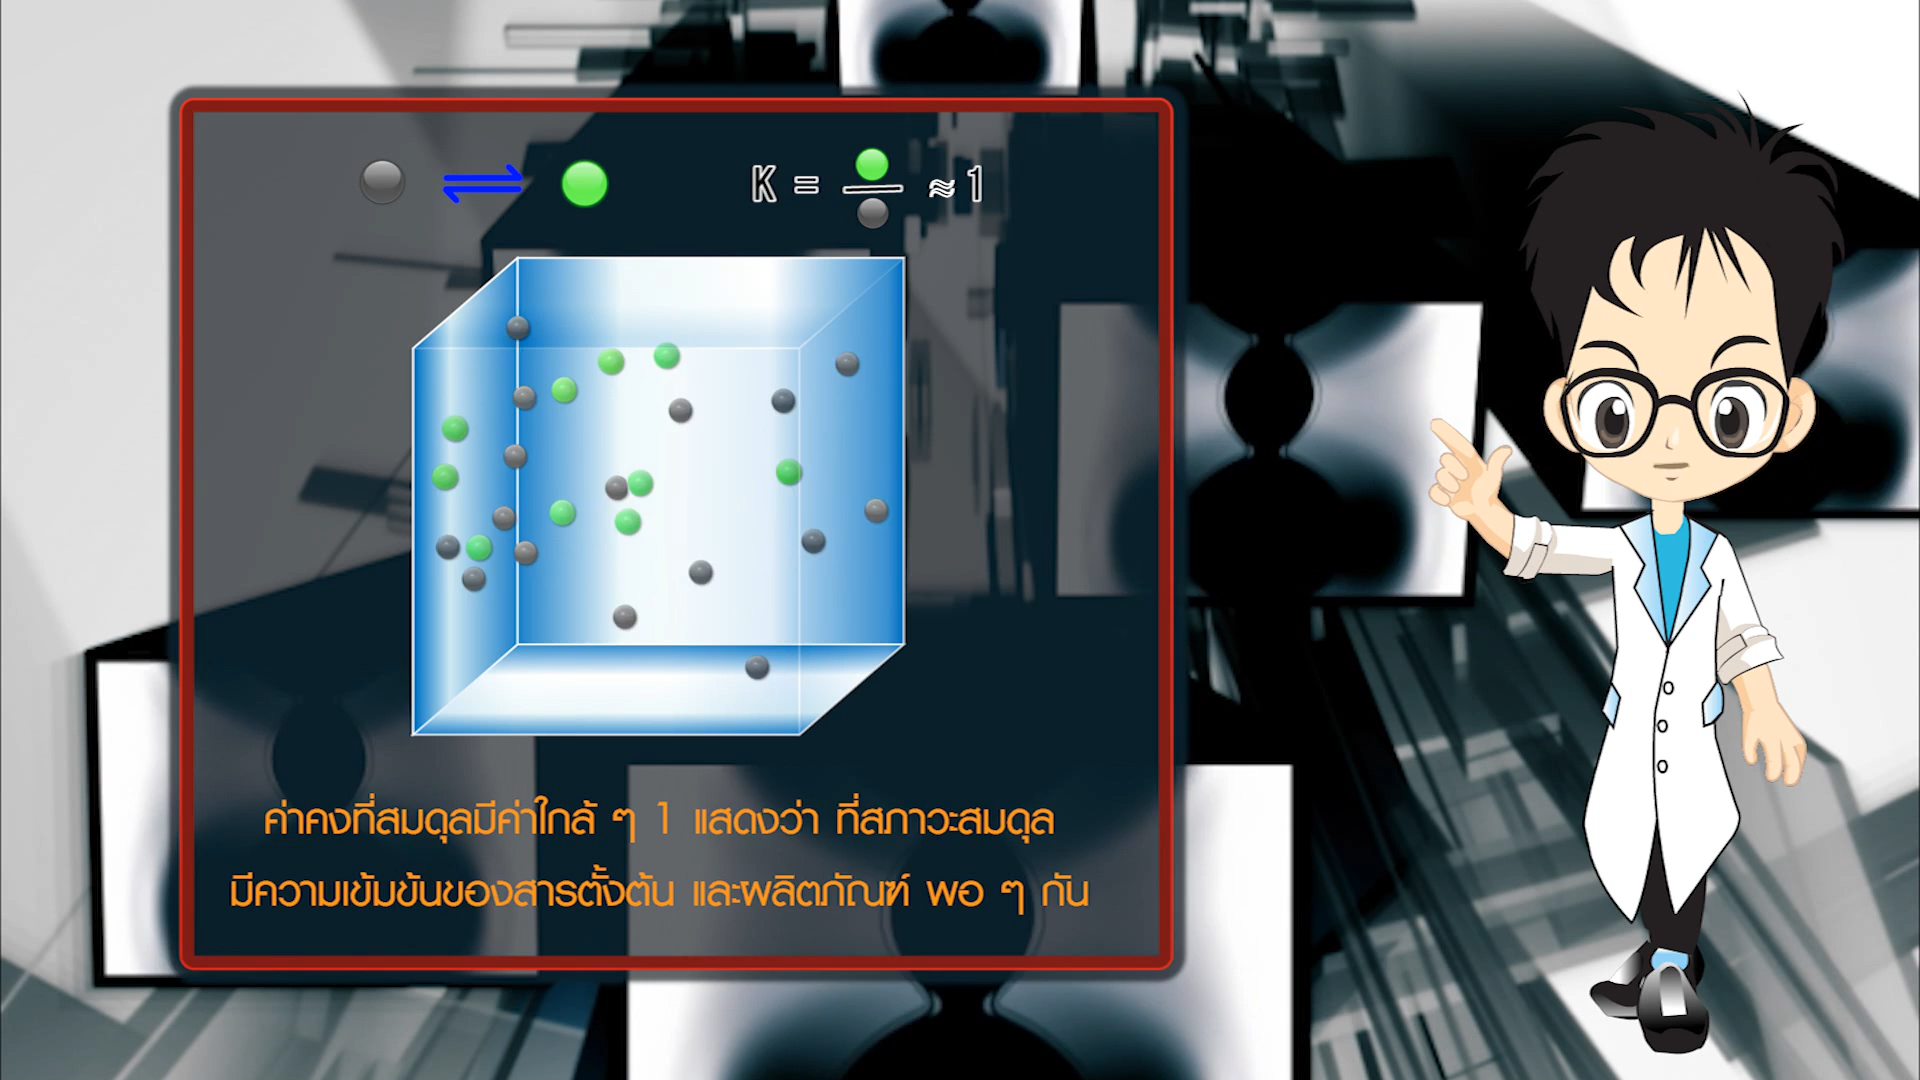 K = ≈ 1
ค่าคงที่สมดุลมีค่าใกล้ ๆ 1 แสดงว่า ที่สภาวะสมดุล
มีความเข้มข้นของสารตั้งต้น และผลิตภัณฑ์ พอ ๆ กัน